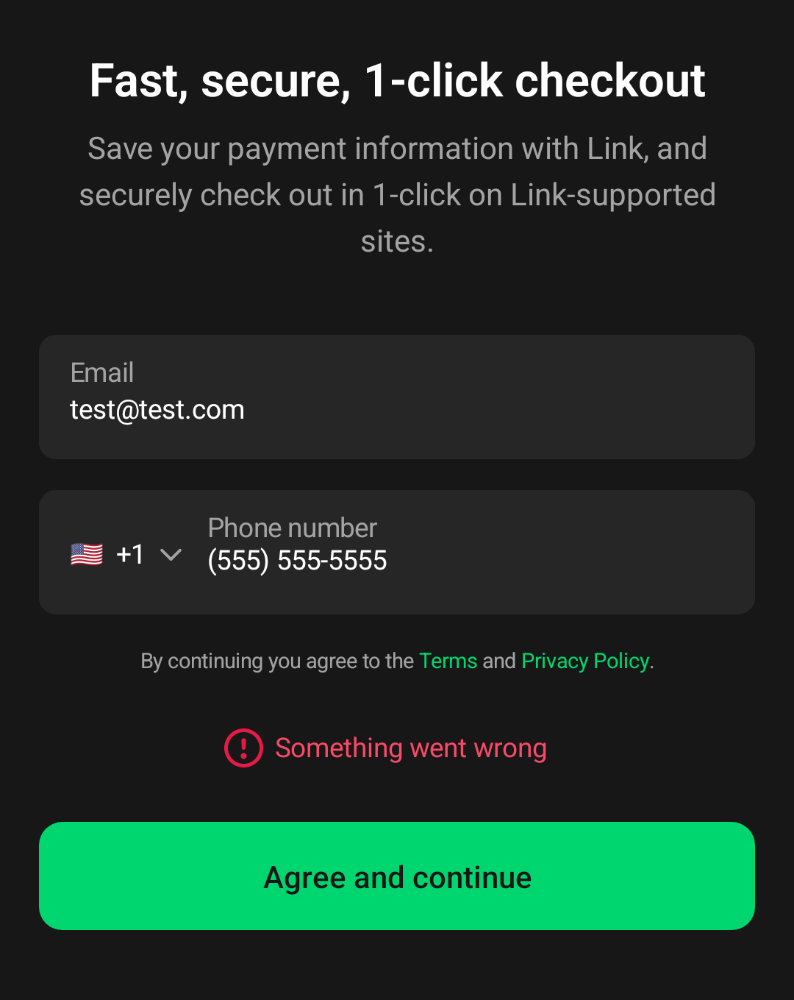 Fast, secure, 1-click checkout
Save your payment information with Link, and
securely check out in 1-click on Link-supported
sites.
Email
test@test.com
Phone number
+1
(555) 555-5555
By continuing you agree to the Terms and Privacy Policy.
Something went wrong
Agree and continue